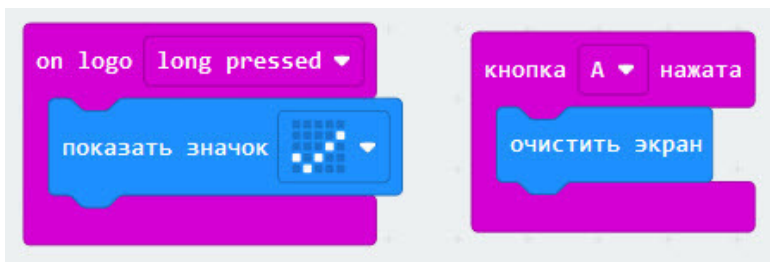 on logo long pressed
показать значок
кнопка A нажата
очистить экран